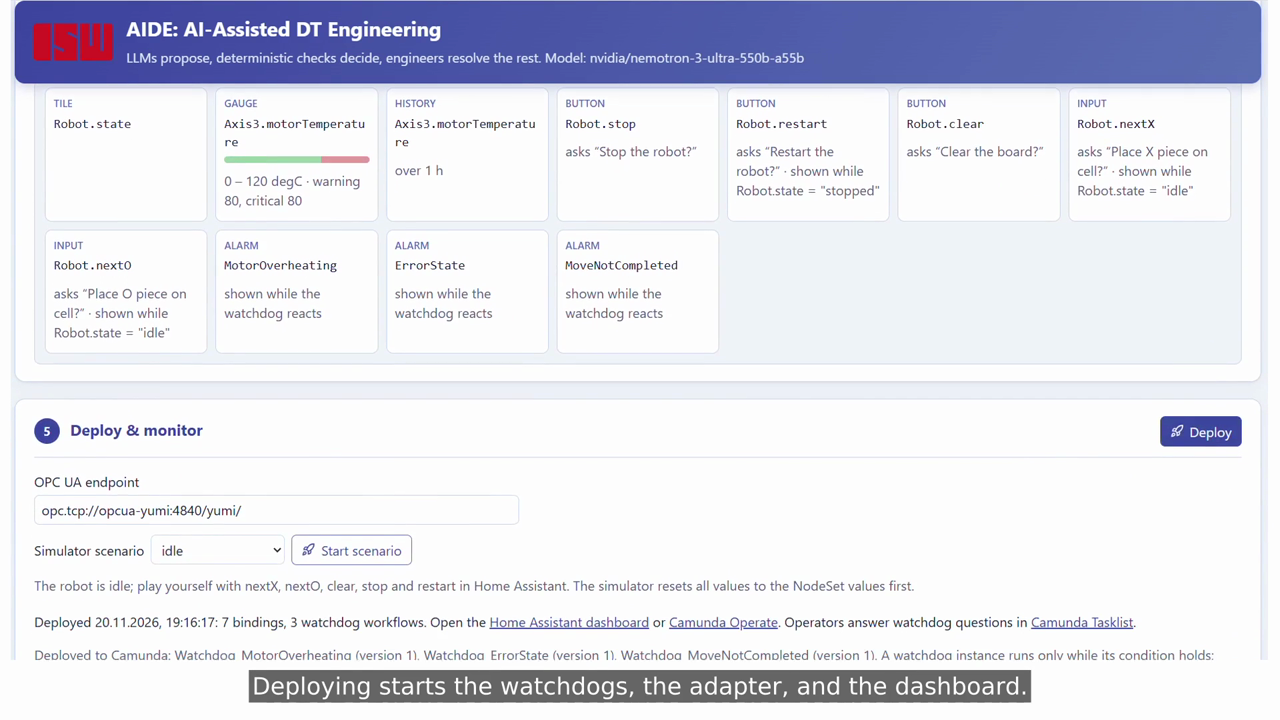 ISW
AIDE: AI-Assisted DT Engineering
LLMs propose, deterministic checks decide, engineers resolve the rest. Model: nvidia/nemotron-3-ultra-550b-a55b
TILE
Robot.state
GAUGE
Axis3.motorTemperatu
re
0 – 120 degC · warning
80, critical 80
HISTORY
Axis3.motorTemperatu
re
over 1 h
BUTTON
Robot.stop
asks “Stop the robot?”
BUTTON
Robot.restart
asks “Restart the
robot?” · shown while
Robot.state = "stopped"
BUTTON
Robot.clear
asks “Clear the board?”
INPUT
Robot.nextX
asks “Place X piece on
cell?” · shown while
Robot.state = "idle"
INPUT
Robot.nextO
asks “Place O piece on
cell?” · shown while
Robot.state = "idle"
ALARM
MotorOverheating
shown while the
watchdog reacts
ALARM
ErrorState
shown while the
watchdog reacts
ALARM
MoveNotCompleted
shown while the
watchdog reacts
5 Deploy & monitor
Deploy
OPC UA endpoint
opc.tcp://opcua-yumi:4840/yumi/
Simulator scenario idle Start scenario
The robot is idle; play yourself with nextX, nextO, clear, stop and restart in Home Assistant. The simulator resets all values to the NodeSet values first.
Deployed 20.11.2026, 19:16:17: 7 bindings, 3 watchdog workflows. Open the Home Assistant dashboard or Camunda Operate. Operators answer watchdog questions in Camunda Tasklist.
Deployed to Camunda: Watchdog_MotorOverheating (version 1), Watchdog_ErrorState (version 1), Watchdog_MoveNotCompleted (version 1). A watchdog instance runs only while its condition holds:
Deploying starts the watchdogs, the adapter, and the dashboard.